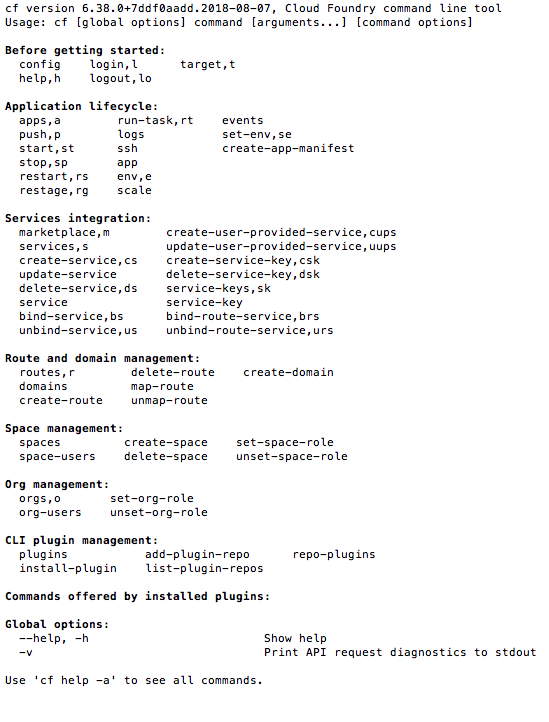 cf version 6.38.0+7ddf0aadd.2018-08-07, Cloud Foundry command line tool
Usage: cf [global options] command [arguments...] [command options]

Before getting started:
  config    login,l      target,t
  help,h    logout,lo

Application lifecycle:
  apps,a        run-task,rt    events
  push,p        logs           set-env,se
  start,st      ssh            create-app-manifest
  stop,sp       app
  restart,rs    env,e
  restage,rg    scale

Services integration:
  marketplace,m        create-user-provided-service,cups
  services,s           update-user-provided-service,uups
  create-service,cs    create-service-key,csk
  update-service       delete-service-key,dsk
  delete-service,ds    service-keys,sk
  service              service-key
  bind-service,bs      bind-route-service,brs
  unbind-service,us    unbind-route-service,urs

Route and domain management:
  routes,r        delete-route    create-domain
  domains         map-route
  create-route    unmap-route

Space management:
  spaces         create-space    set-space-role
  space-users    delete-space    unset-space-role

Org management:
  orgs,o       set-org-role
  org-users    unset-org-role

CLI plugin management:
  plugins           add-plugin-repo      repo-plugins
  install-plugin    list-plugin-repos

Commands offered by installed plugins:

Global options:
  --help, -h                         Show help
  -v                                 Print API request diagnostics to stdout

Use 'cf help -a' to see all commands.